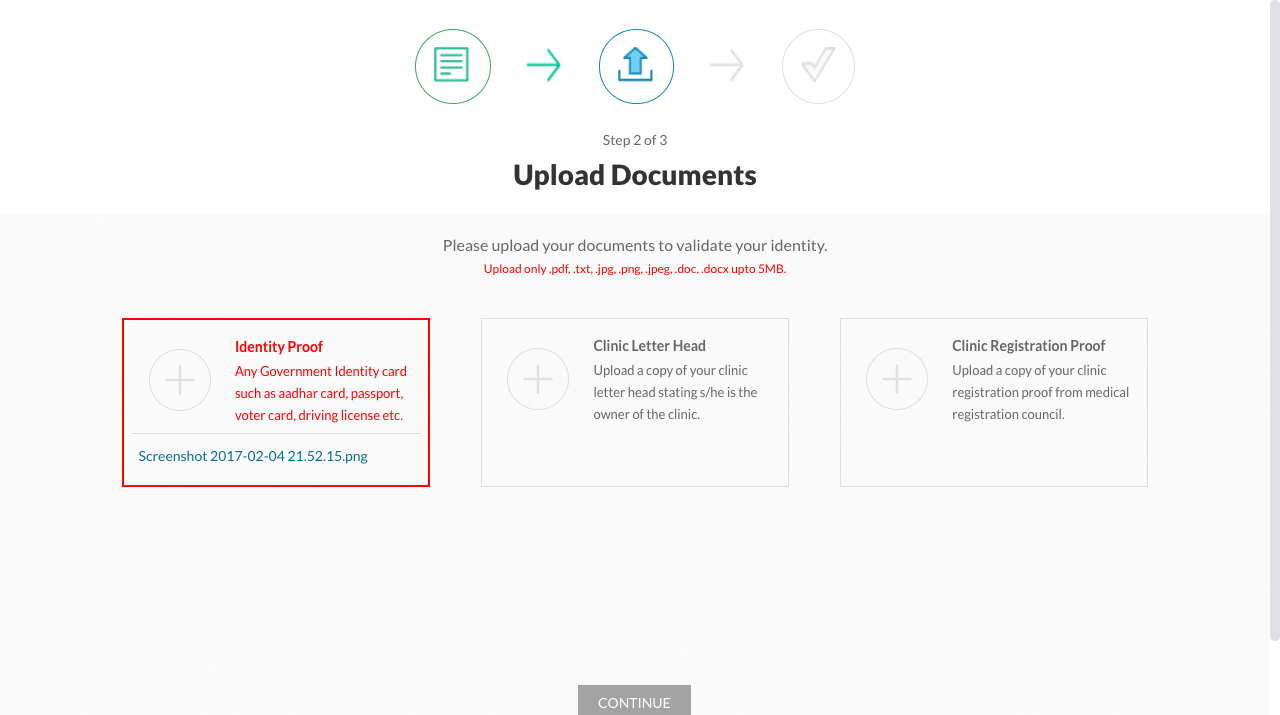 Step 2 of 3
Upload Documents
Please upload your documents to validate your identity.
Upload only .pdf, .txt, .jpg, .png, .jpeg, .doc, .docx upto 5MB.
Identity Proof
Any Government Identity card
such as aadhar card, passport,
voter card, driving license etc.
Screenshot 2017-02-04 21.52.15.png
Clinic Letter Head
Upload a copy of your clinic
letter head stating s/he is the
owner of the clinic.
Clinic Registration Proof
Upload a copy of your clinic
registration proof from medical
registration council.
CONTINUE